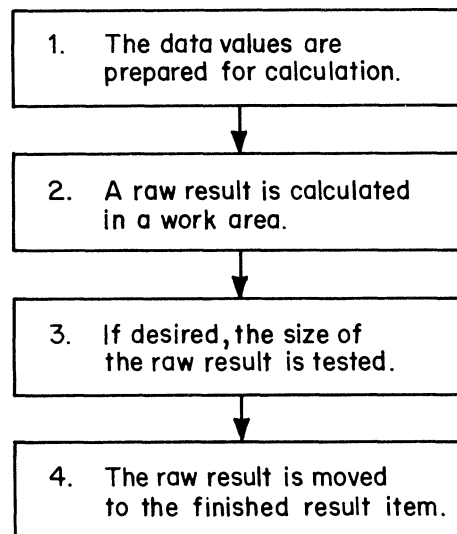 1. The data values are
prepared for calculation.
2. A raw result is calculated
in a work area.
3. If desired, the size of
the raw result is tested.
4. The raw result is moved
to the finished result item.